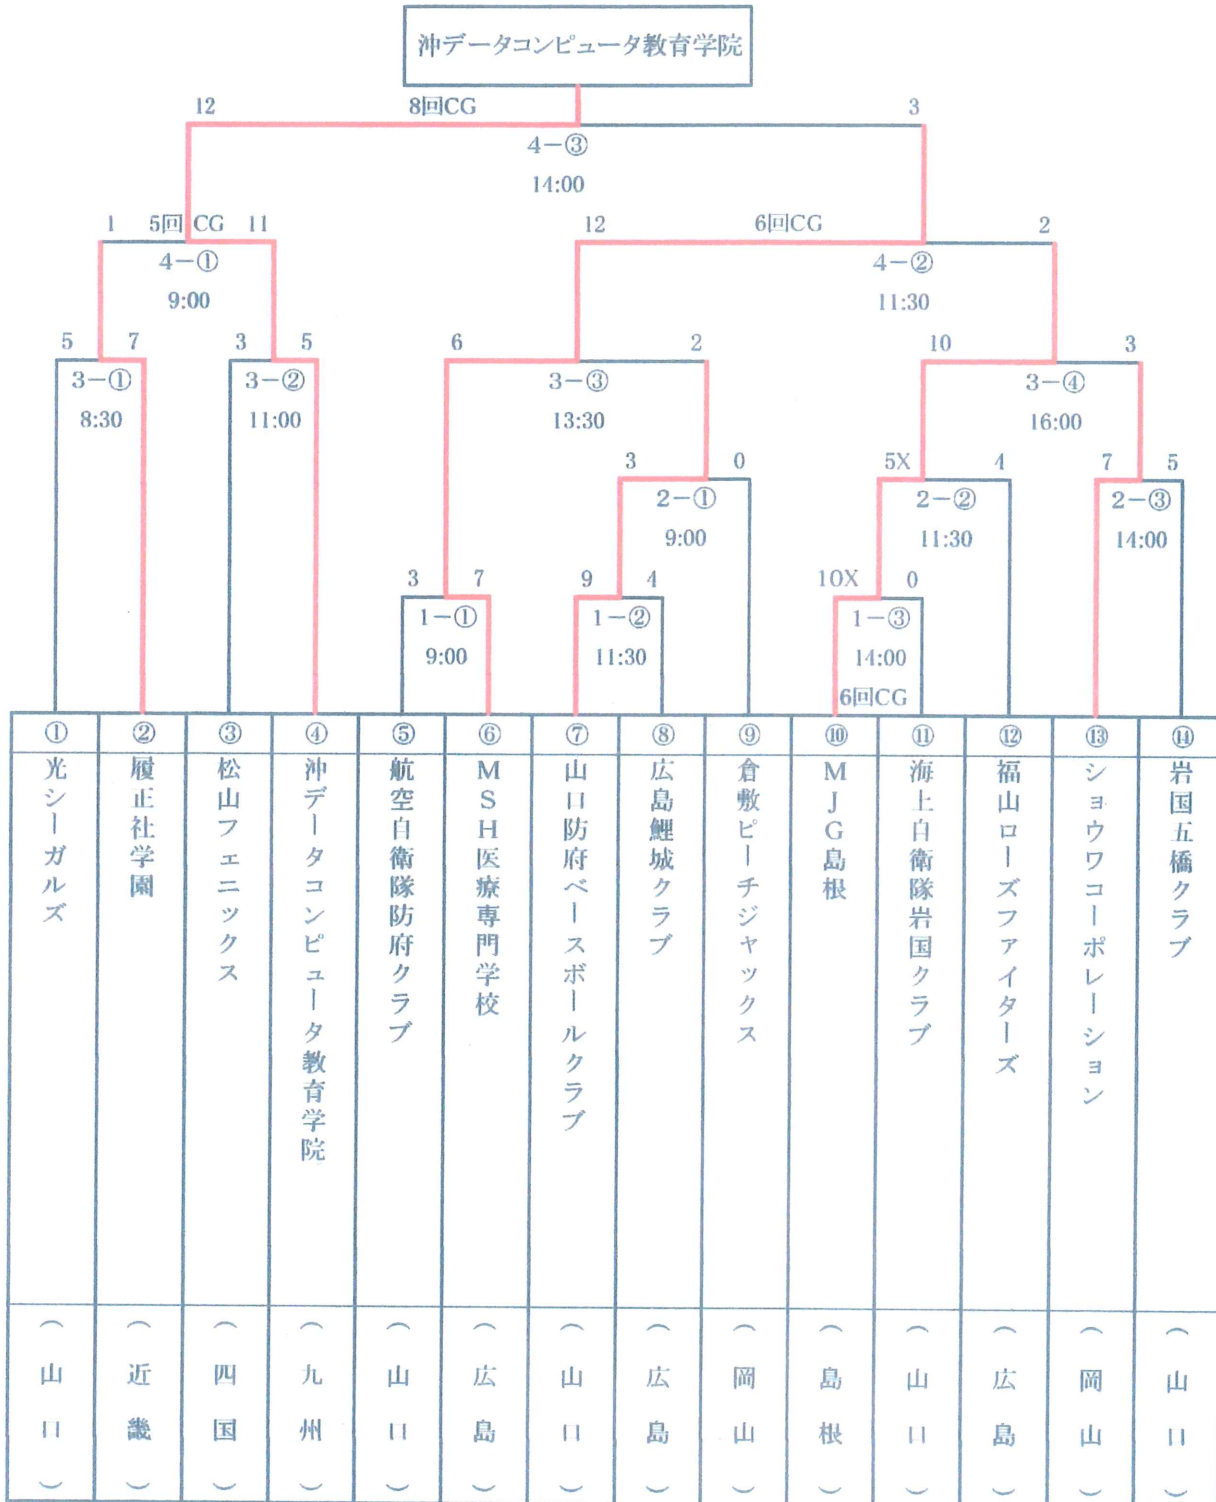 沖データコンピュータ教育学院
12 8回CG 3
4－③
14:00
1 5回 CG 11 12 6回CG 2
4－① 4－②
9:00 11:30
5 7 3 5 6 2 10 3
3－① 3－② 3－③ 3－④
8:30 11:00 13:30 16:00
3 0 5X 4 7 5
2－① 2－② 2－③
9:00 11:30 14:00
3 7 9 4 10X 0
1－① 1－② 1－③
9:00 11:30 14:00
6回CG
① ② ③ ④ ⑤ ⑥ ⑦ ⑧ ⑨ ⑩ ⑪ ⑫ ⑬ ⑭
光シーガルズ
履正社学園
松山フェニックス
沖データコンピュータ教育学院
航空自衛隊防府クラブ
MSH医療専門学校
山口防府ベースボールクラブ
広島鯉城クラブ
倉敷ピーチジャックス
MJG島根
海上自衛隊岩国クラブ
福山ローズファイターズ
ショウワコーポレーション
岩国五橋クラブ
（山口）
（近畿）
（四国）
（九州）
（山口）
（広島）
（山口）
（広島）
（岡山）
（島根）
（山口）
（広島）
（岡山）
（山口）